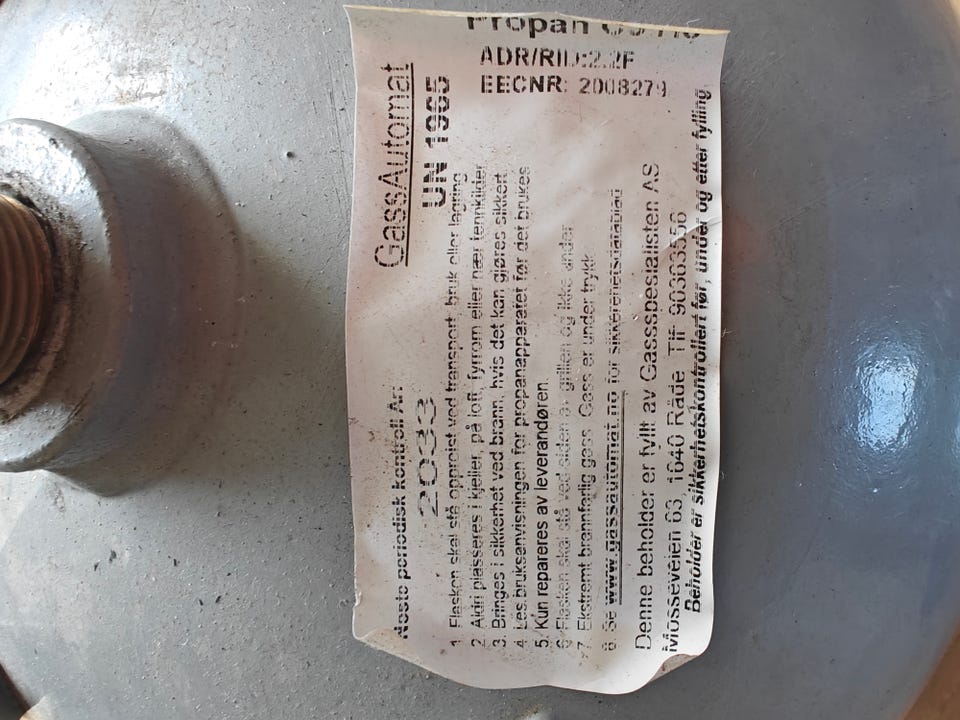 Propan
ADR/RID:2.2F
EECNR: 2008279
GassAutomat
UN 1965
Neste periodisk kontroll År:
2033
1. Flasken skal stå oppreist ved transport, bruk eller lagring
2. Aldri plasseres i kjeller, på loft, fyrrom eller nær tennkilder
3. Bringes i sikkerhet ved brann, hvis det kan gjøres sikkert
4. Les bruksanvisningen for propanapparatet før det brukes
5. Kun repareres av leverandøren.
6. Flasken skal stå ved siden av grillen og ikke under
7. Ekstremt brannfarlig gass. Gass er under trykk
8. Se www.gassautomat.no for sikkerhetsdatablad
Denne beholder er fyllt av Gassspesialisten AS
Mosseveien 63, 1640 Råde Tlf 90363556
Beholder er sikkerhetskontrollert før, under og etter fylling